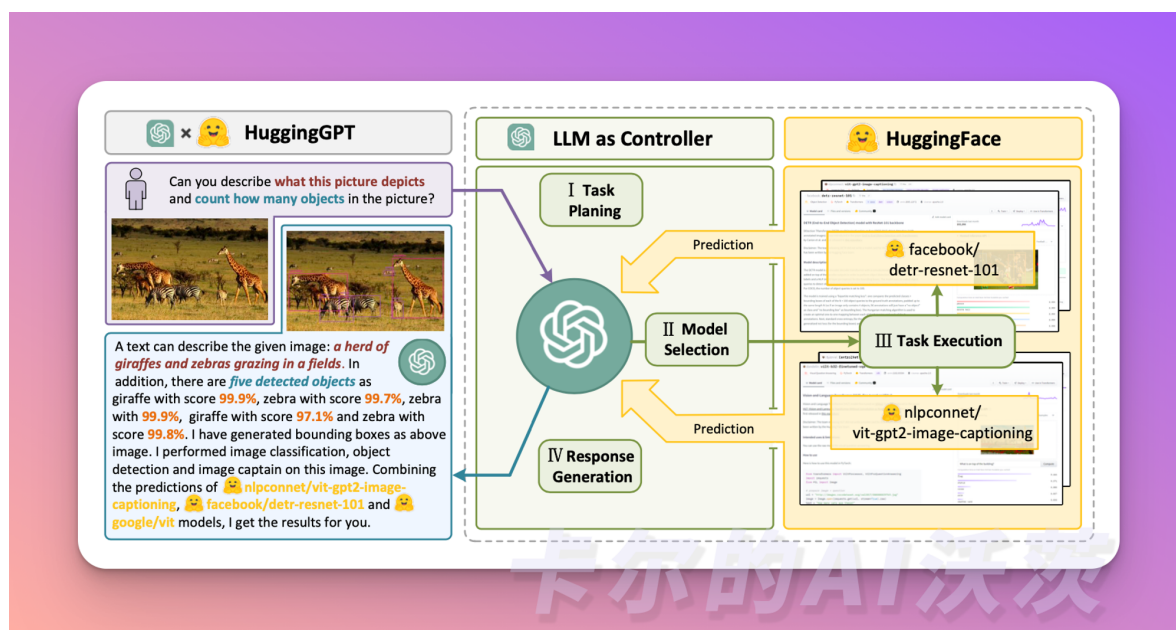 HuggingGPT
Can you describe what this picture depicts
and count how many objects in the picture?
A text can describe the given image: a herd of
giraffes and zebras grazing in a fields. In
addition, there are five detected objects as
giraffe with score 99.9%, zebra with score 99.7%, zebra
with 99.9%, giraffe with score 97.1% and zebra with
score 99.8%. I have generated bounding boxes as above
image. I performed image classification, object
detection and image captain on this image. Combining
the predictions of nlpconnet/vit-gpt2-image-
captioning, facebook/detr-resnet-101 and
google/vit models, I get the results for you.
LLM as Controller
Ⅰ Task
Planing
Ⅱ Model
Selection
Ⅳ Response
Generation
Prediction
Prediction
HuggingFace
facebook/
detr-resnet-101
Ⅲ Task Execution
nlpconnet/
vit-gpt2-image-captioning
卡尔的AI沃茨